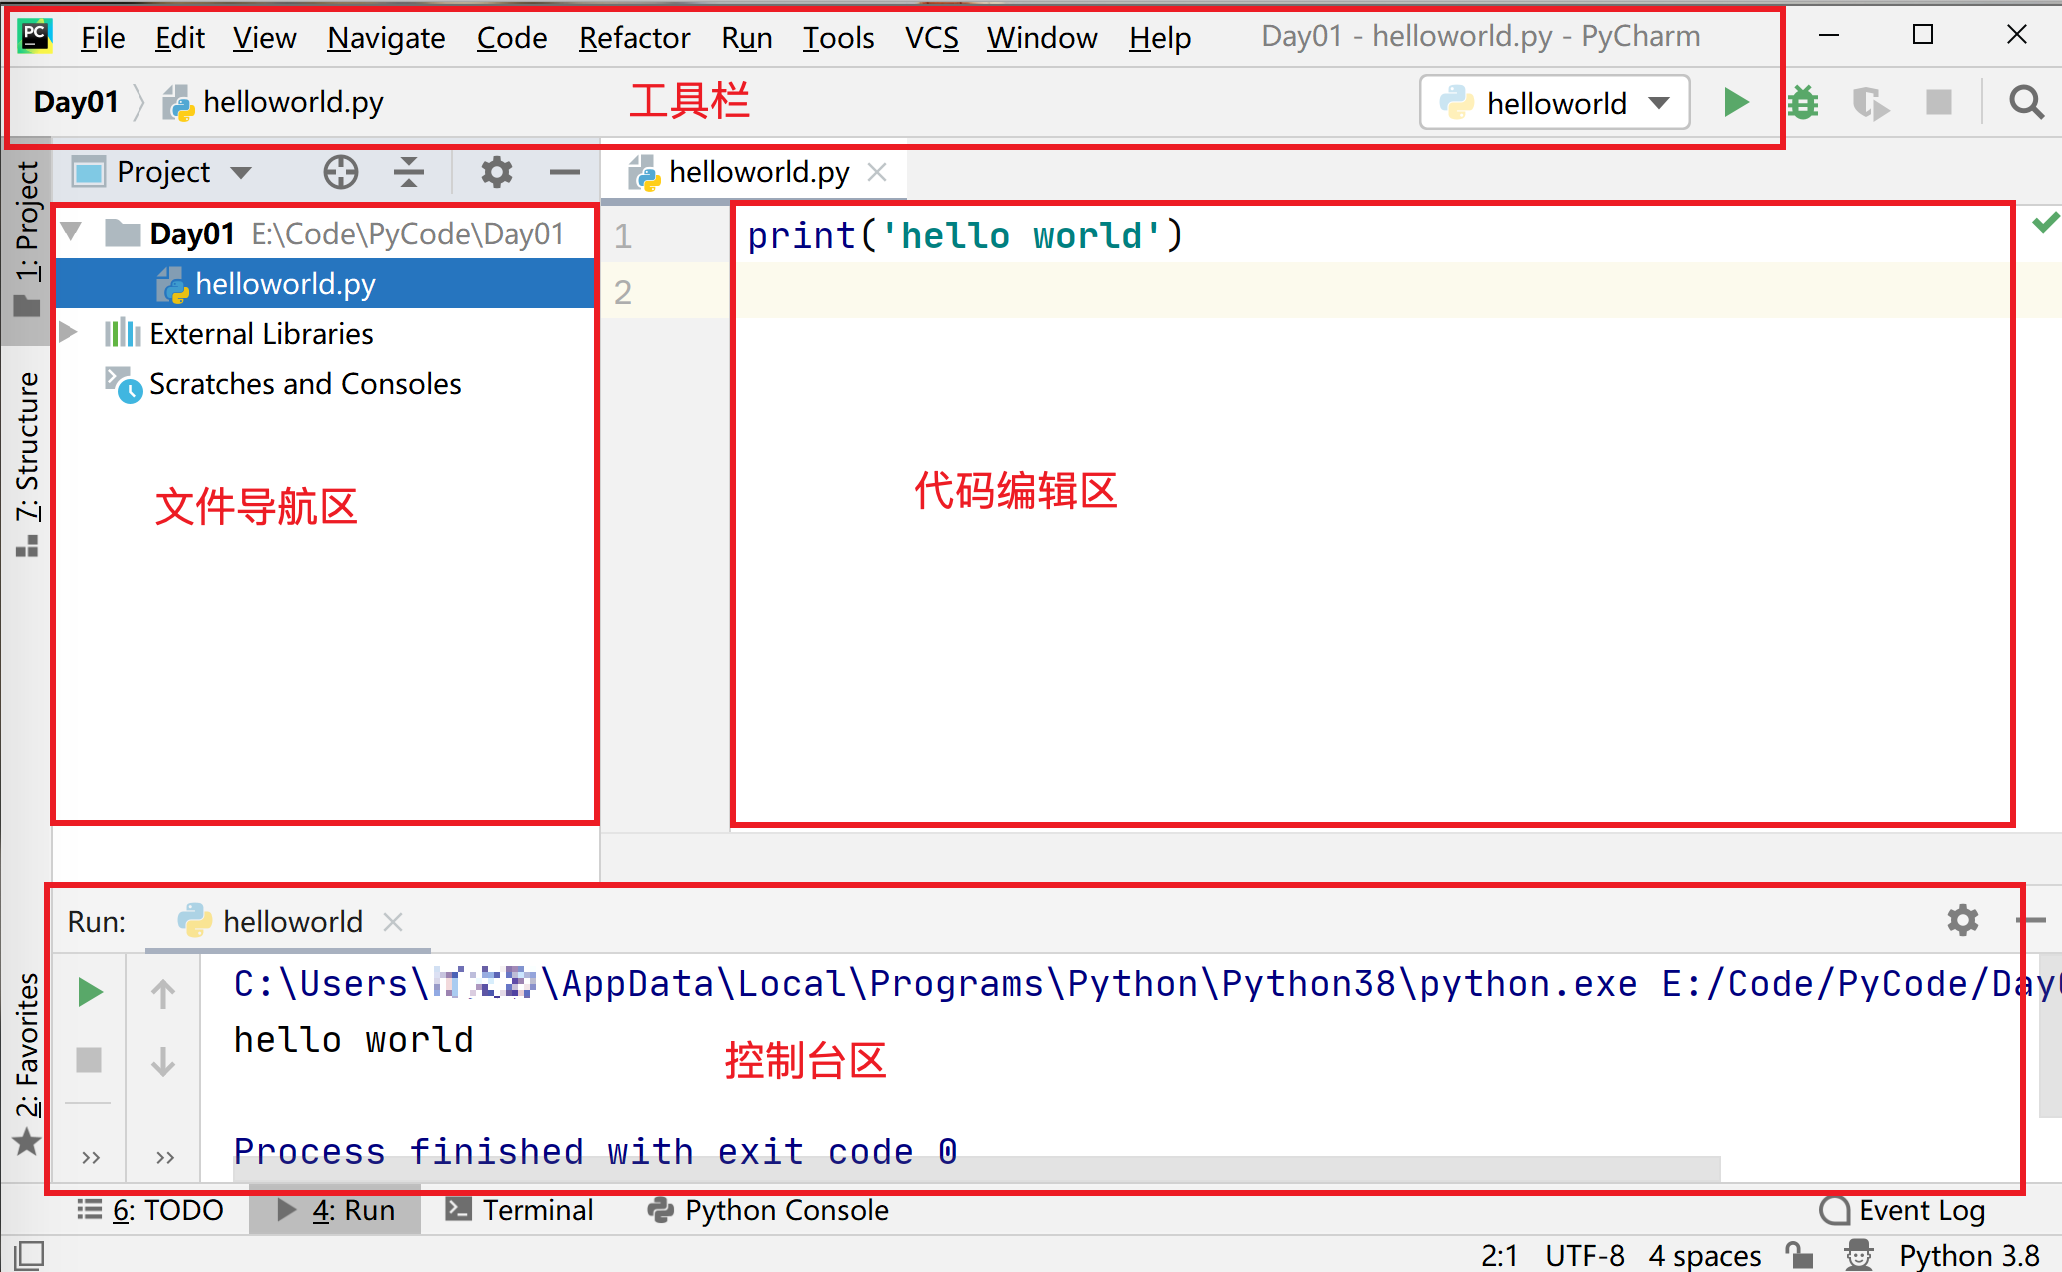 PC File Edit View Navigate Code Refactor Run Tools VCS Window Help Day01 - helloworld.py - PyCharm
Day01 helloworld.py 工具栏 helloworld
1: Project
Project
helloworld.py
Day01 E:\Code\PyCode\Day01
helloworld.py
External Libraries
Scratches and Consoles
文件导航区
7: Structure
1 print('hello world')
2
代码编辑区
Run: helloworld
C:\Users\ \AppData\Local\Programs\Python\Python38\python.exe E:/Code/PyCode/Day0
hello world
控制台区
Process finished with exit code 0
2: Favorites
6: TODO 4: Run Terminal Python Console Event Log
2:1 UTF-8 4 spaces Python 3.8